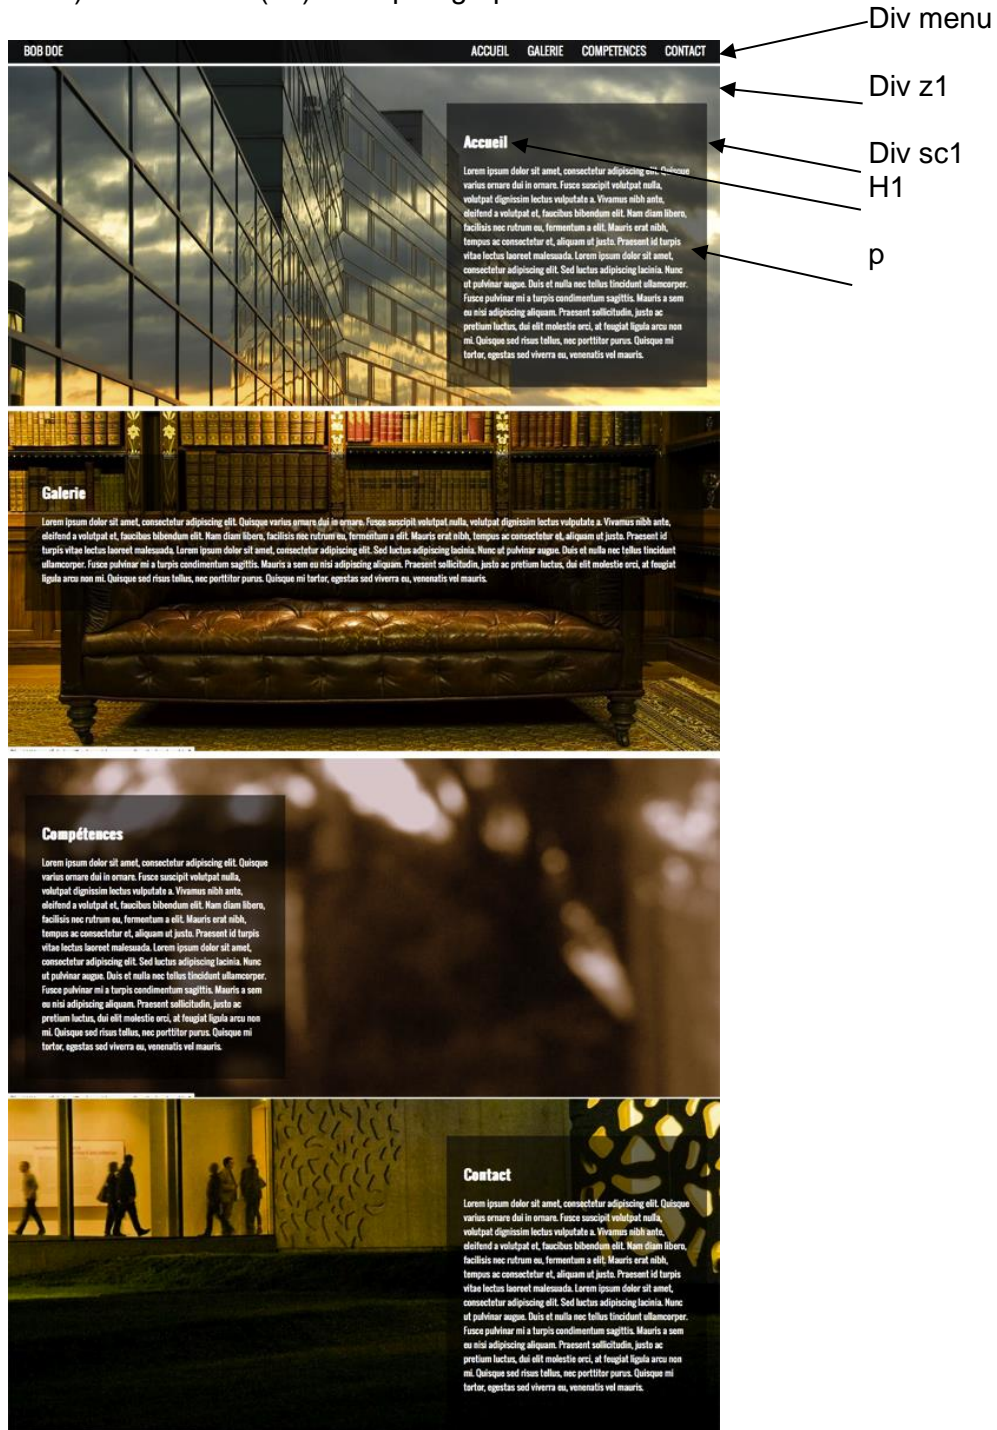 Div menu
BOB DOE ACCUEIL GALERIE COMPETENCES CONTACT
Div z1
Div sc1
H1
p
Accueil
Lorem ipsum dolor sit amet, consectetur adipiscing elit. Quisque
varius ornare dui in ornare. Fusce suscipit volutpat nulla,
volutpat dignissim lectus vulputate a. Vivamus nibh ante,
eleifend a volutpat et, faucibus bibendum elit. Nam diam libero,
facilisis nec rutrum eu, fermentum a elit. Mauris erat nibh,
tempus ac consectetur et, aliquam ut justo. Praesent id turpis
vitae lectus laoreet malesuada. Lorem ipsum dolor sit amet,
consectetur adipiscing elit. Sed luctus adipiscing lacinia. Nunc
ut pulvinar augue. Duis et nulla nec tellus tincidunt ullamcorper.
Fusce pulvinar mi a turpis condimentum sagittis. Mauris a sem
eu nisi adipiscing aliquam. Praesent sollicitudin, justo ac
pretium luctus, dui elit molestie orci, at feugiat ligula arcu non
mi. Quisque sed risus tellus, nec porttitor purus. Quisque mi
tortor, egestas sed viverra eu, venenatis vel mauris.
Galerie
Lorem ipsum dolor sit amet, consectetur adipiscing elit. Quisque varius ornare dui in ornare. Fusce suscipit volutpat nulla, volutpat dignissim lectus vulputate a. Vivamus nibh ante,
eleifend a volutpat et, faucibus bibendum elit. Nam diam libero, facilisis nec rutrum eu, fermentum a elit. Mauris erat nibh, tempus ac consectetur et, aliquam ut justo. Praesent id
turpis vitae lectus laoreet malesuada. Lorem ipsum dolor sit amet, consectetur adipiscing elit. Sed luctus adipiscing lacinia. Nunc ut pulvinar augue. Duis et nulla nec tellus tincidunt
ullamcorper. Fusce pulvinar mi a turpis condimentum sagittis. Mauris a sem eu nisi adipiscing aliquam. Praesent sollicitudin, justo ac pretium luctus, dui elit molestie orci, at feugiat
ligula arcu non mi. Quisque sed risus tellus, nec porttitor purus. Quisque mi tortor, egestas sed viverra eu, venenatis vel mauris.
Compétences
Lorem ipsum dolor sit amet, consectetur adipiscing elit. Quisque
varius ornare dui in ornare. Fusce suscipit volutpat nulla,
volutpat dignissim lectus vulputate a. Vivamus nibh ante,
eleifend a volutpat et, faucibus bibendum elit. Nam diam libero,
facilisis nec rutrum eu, fermentum a elit. Mauris erat nibh,
tempus ac consectetur et, aliquam ut justo. Praesent id turpis
vitae lectus laoreet malesuada. Lorem ipsum dolor sit amet,
consectetur adipiscing elit. Sed luctus adipiscing lacinia. Nunc
ut pulvinar augue. Duis et nulla nec tellus tincidunt ullamcorper.
Fusce pulvinar mi a turpis condimentum sagittis. Mauris a sem
eu nisi adipiscing aliquam. Praesent sollicitudin, justo ac
pretium luctus, dui elit molestie orci, at feugiat ligula arcu non
mi. Quisque sed risus tellus, nec porttitor purus. Quisque mi
tortor, egestas sed viverra eu, venenatis vel mauris.
Contact
Lorem ipsum dolor sit amet, consectetur adipiscing elit. Quisque
varius ornare dui in ornare. Fusce suscipit volutpat nulla,
volutpat dignissim lectus vulputate a. Vivamus nibh ante,
eleifend a volutpat et, faucibus bibendum elit. Nam diam libero,
facilisis nec rutrum eu, fermentum a elit. Mauris erat nibh,
tempus ac consectetur et, aliquam ut justo. Praesent id turpis
vitae lectus laoreet malesuada. Lorem ipsum dolor sit amet,
consectetur adipiscing elit. Sed luctus adipiscing lacinia. Nunc
ut pulvinar augue. Duis et nulla nec tellus tincidunt ullamcorper.
Fusce pulvinar mi a turpis condimentum sagittis. Mauris a sem
eu nisi adipiscing aliquam. Praesent sollicitudin, justo ac
pretium luctus, dui elit molestie orci, at feugiat ligula arcu non
mi. Quisque sed risus tellus, nec porttitor purus. Quisque mi
tortor, egestas sed viverra eu, venenatis vel mauris.